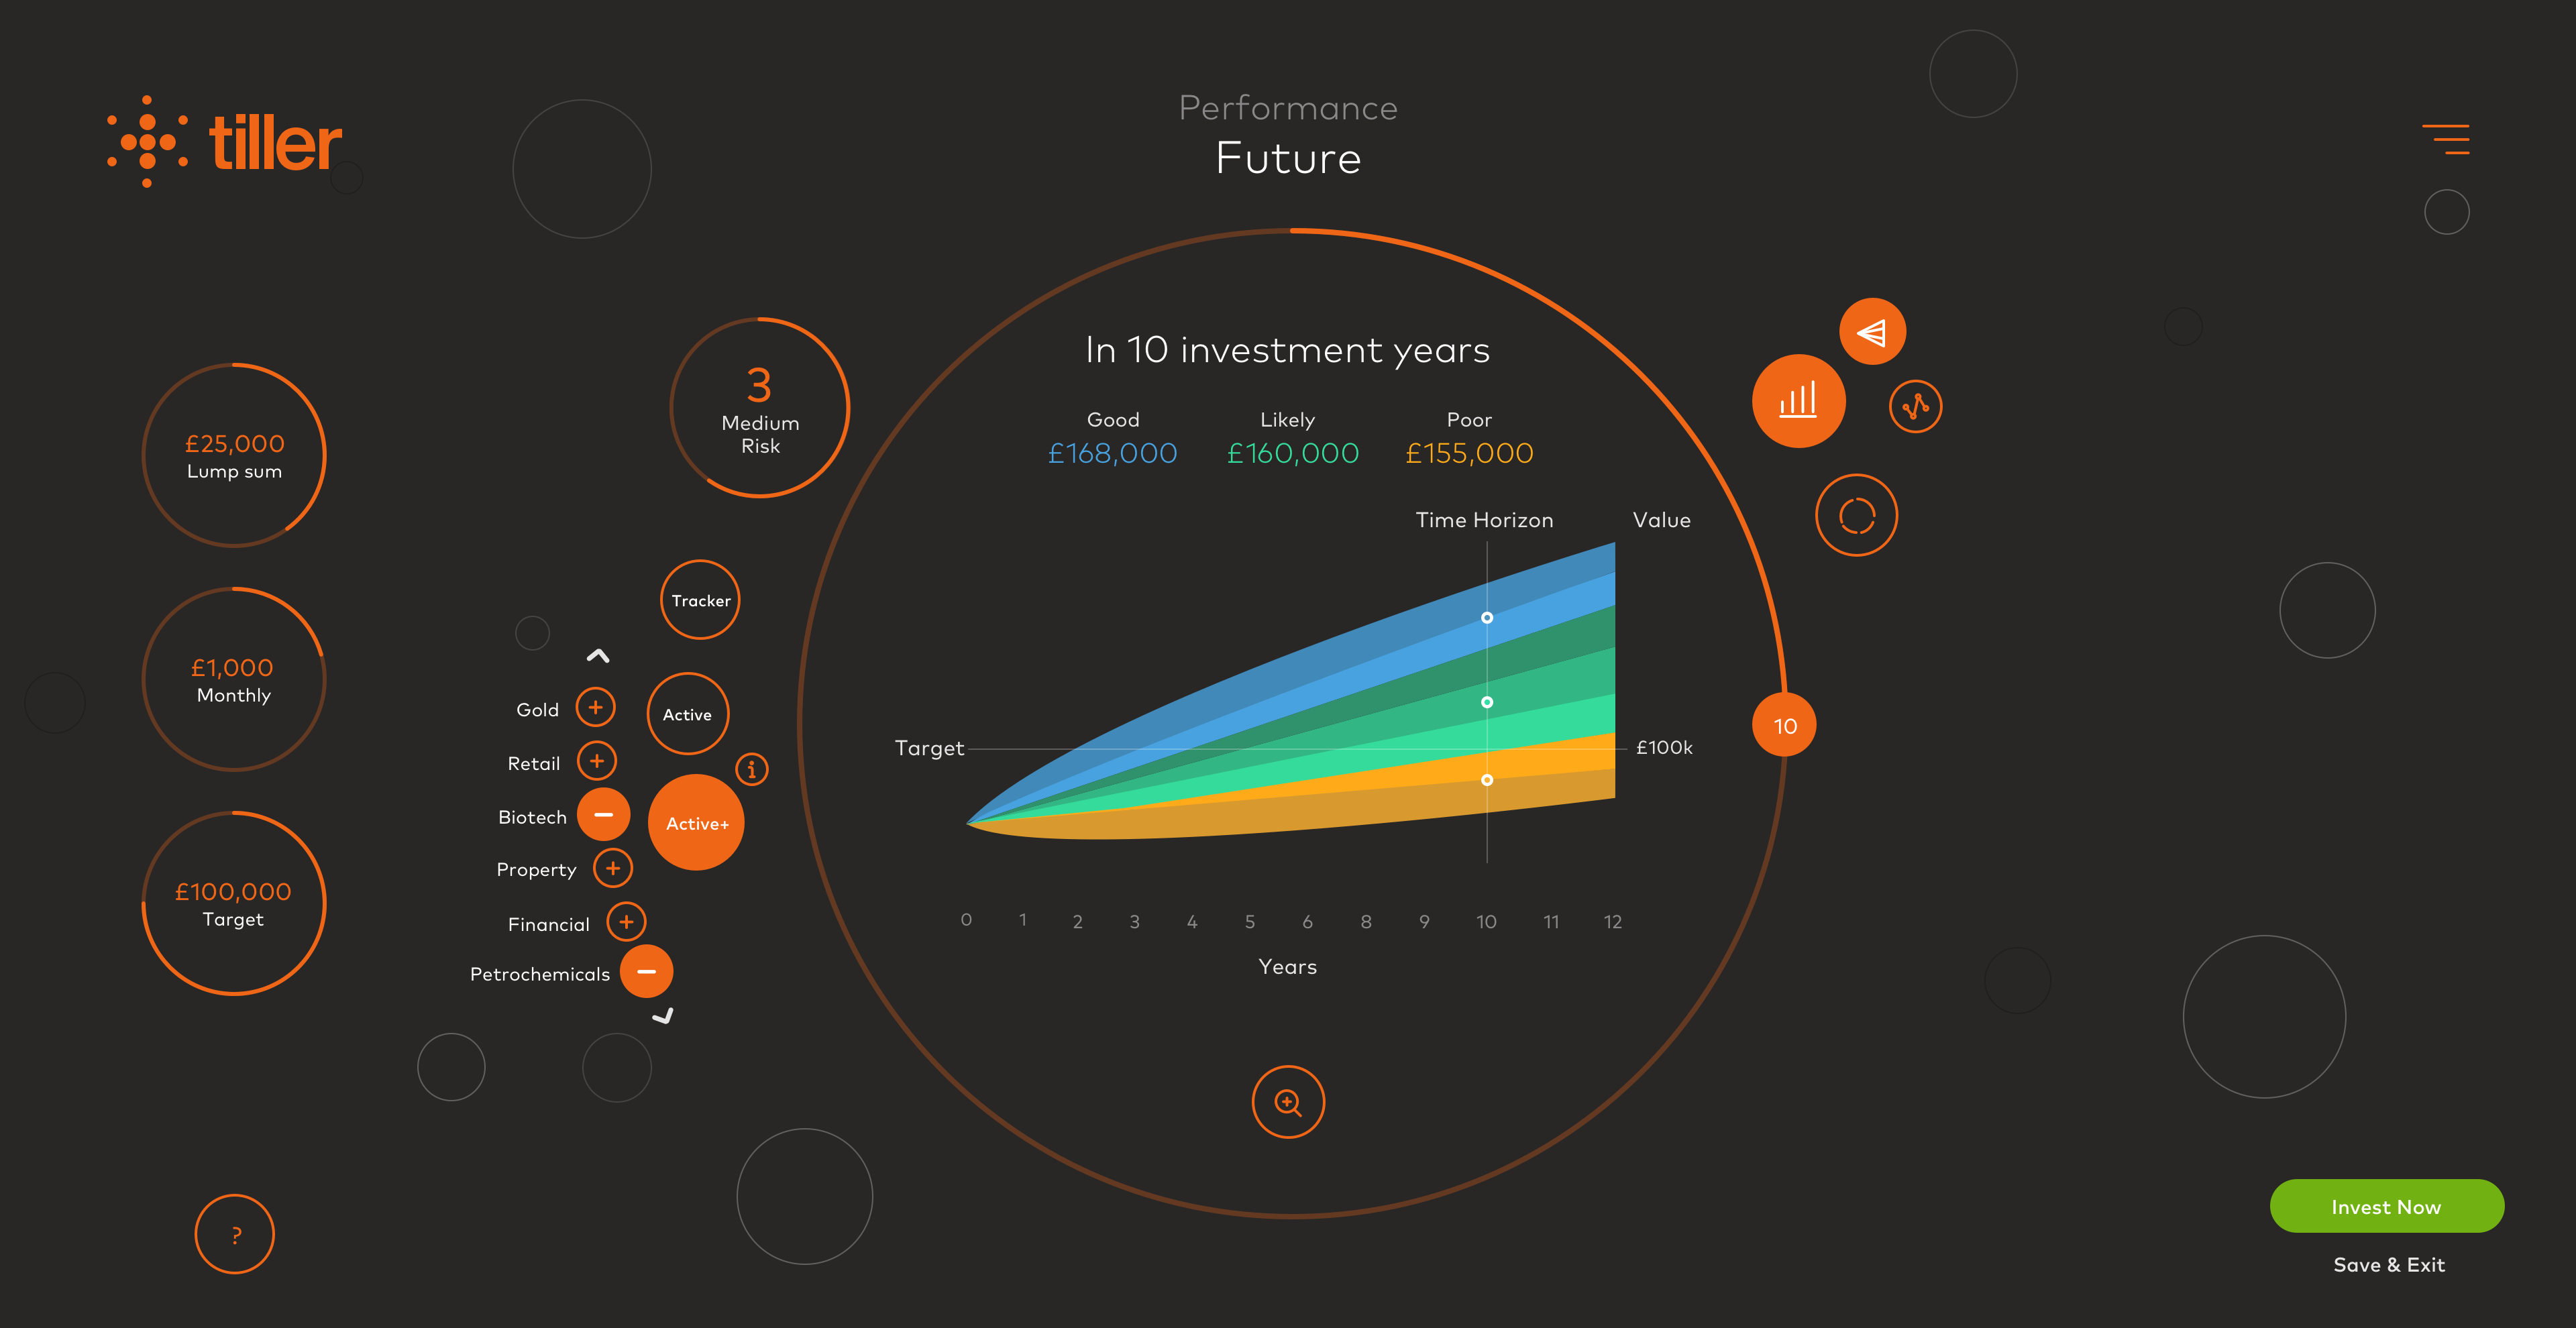 tiller
Performance
Future
£25,000
Lump sum
£1,000
Monthly
£100,000
Target
?
3
Medium
Risk
Tracker
Active
i
Active+
Gold
Retail
Biotech
Property
Financial
Petrochemicals
In 10 investment years
Good Likely Poor
£168,000 £160,000 £155,000
Time Horizon Value
Target £100k
0 1 2 3 4 5 6 7 8 9 10 11 12
Years
10
Invest Now
Save & Exit